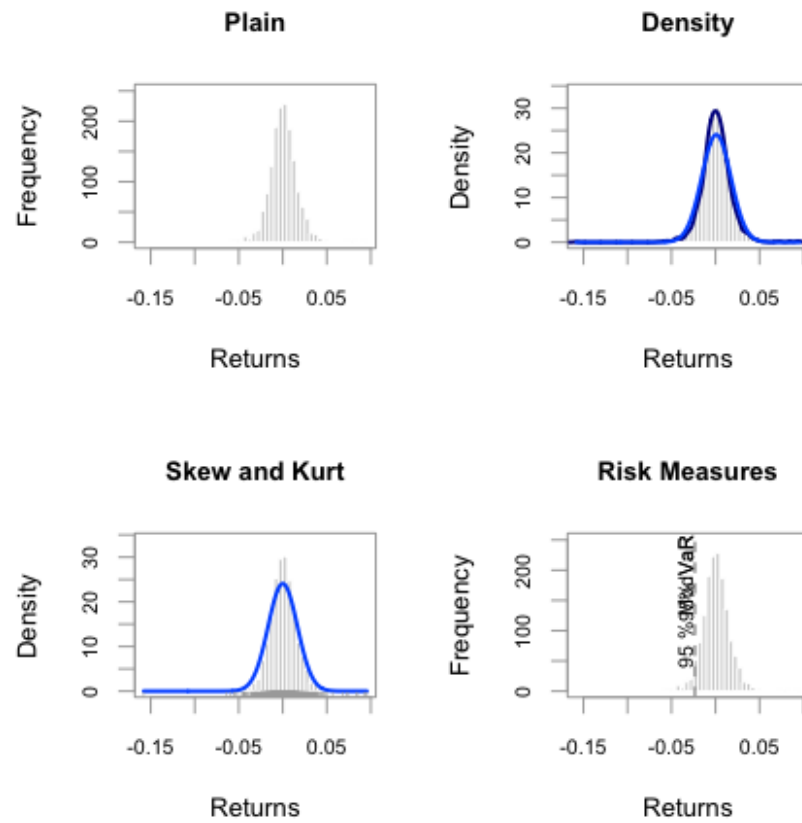 Plain
Frequency
200
100
0
-0.15 -0.05 0.05
Returns
Density
Density
30
20
10
0
-0.15 -0.05 0.05
Returns
Skew and Kurt
Density
30
20
10
0
-0.15 -0.05 0.05
Returns
Risk Measures
Frequency
200
100
0
95 %
VaR
-0.15 -0.05 0.05
Returns